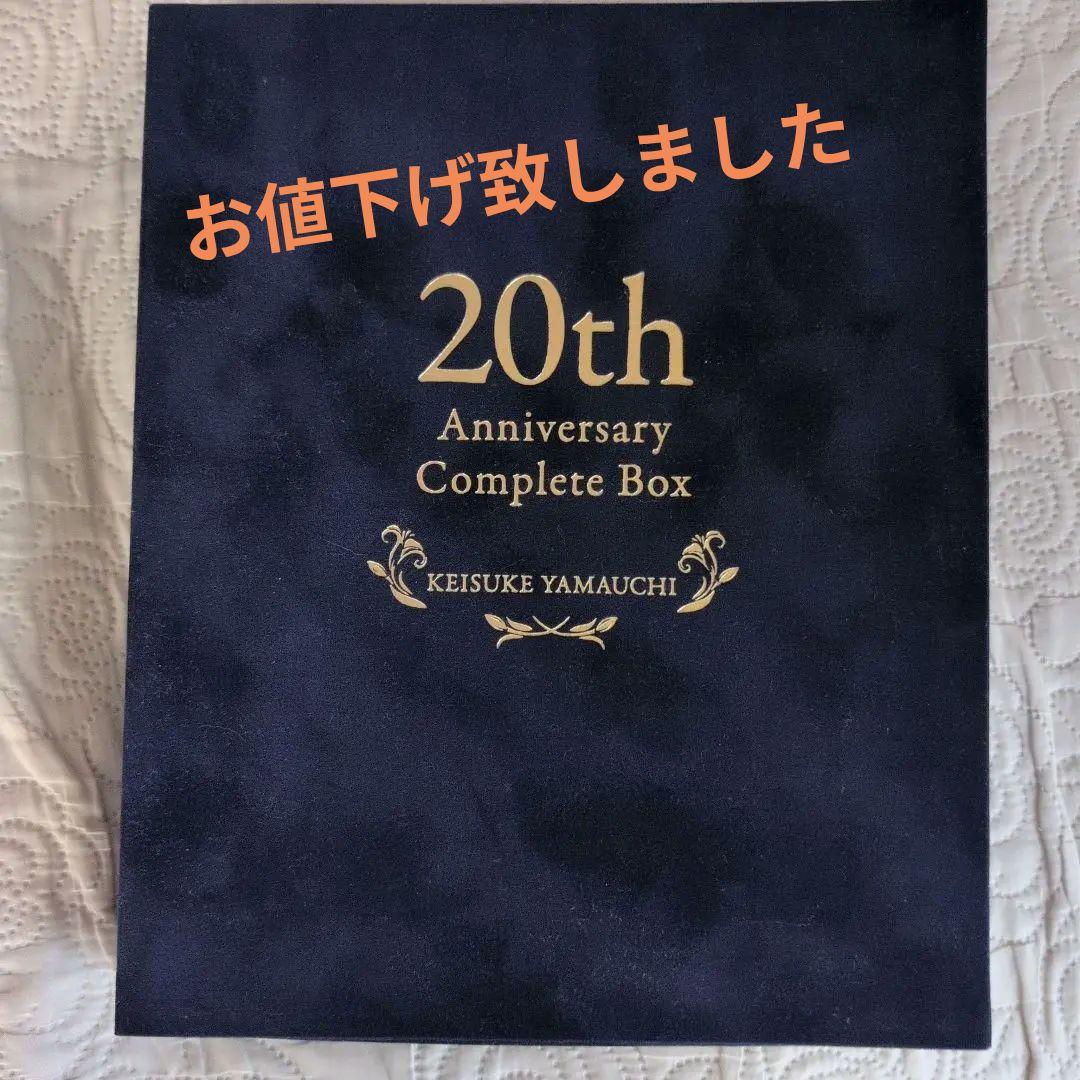 お値下げ致しました
20th
Anniversary
Complete Box
KEISUKE YAMAUCHI